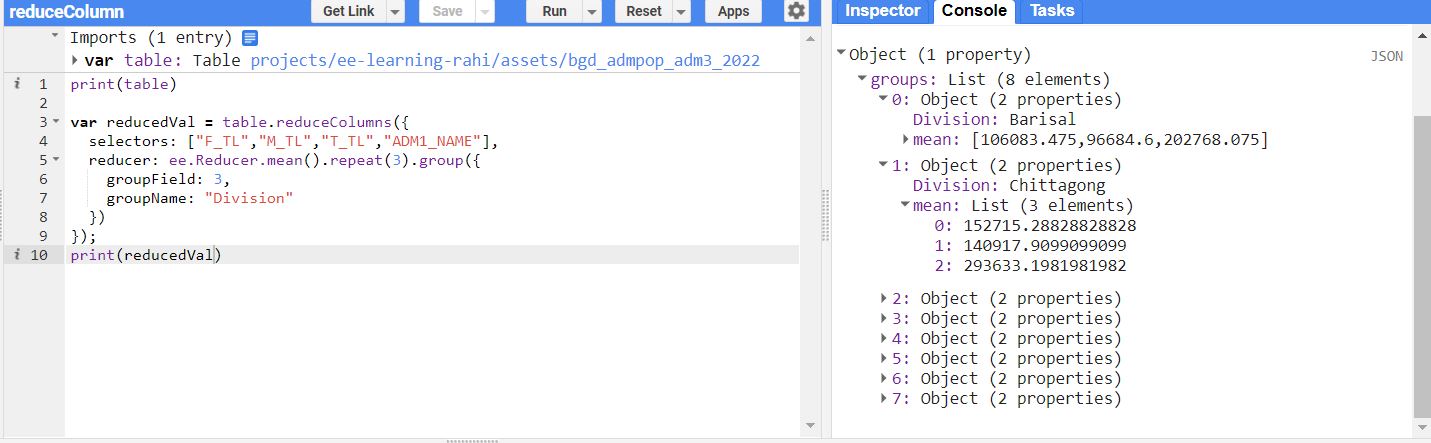 reduceColumn Get Link Save Run Reset Apps
Imports (1 entry)
var table: Table projects/ee-learning-rahi/assets/bgd_admpop_adm3_2022
i 1 print(table)
2
3 var reducedVal = table.reduceColumns({
4 selectors: ["F_TL","M_TL","T_TL","ADM1_NAME"],
5 reducer: ee.Reducer.mean().repeat(3).group({
6 groupField: 3,
7 groupName: "Division"
8 })
9 });
i 10 print(reducedVal)
Inspector Console Tasks
Object (1 property) JSON
groups: List (8 elements)
0: Object (2 properties)
Division: Barisal
mean: [106083.475,96684.6,202768.075]
1: Object (2 properties)
Division: Chittagong
mean: List (3 elements)
0: 152715.28828828828
1: 140917.9099099099
2: 293633.1981981982
2: Object (2 properties)
3: Object (2 properties)
4: Object (2 properties)
5: Object (2 properties)
6: Object (2 properties)
7: Object (2 properties)